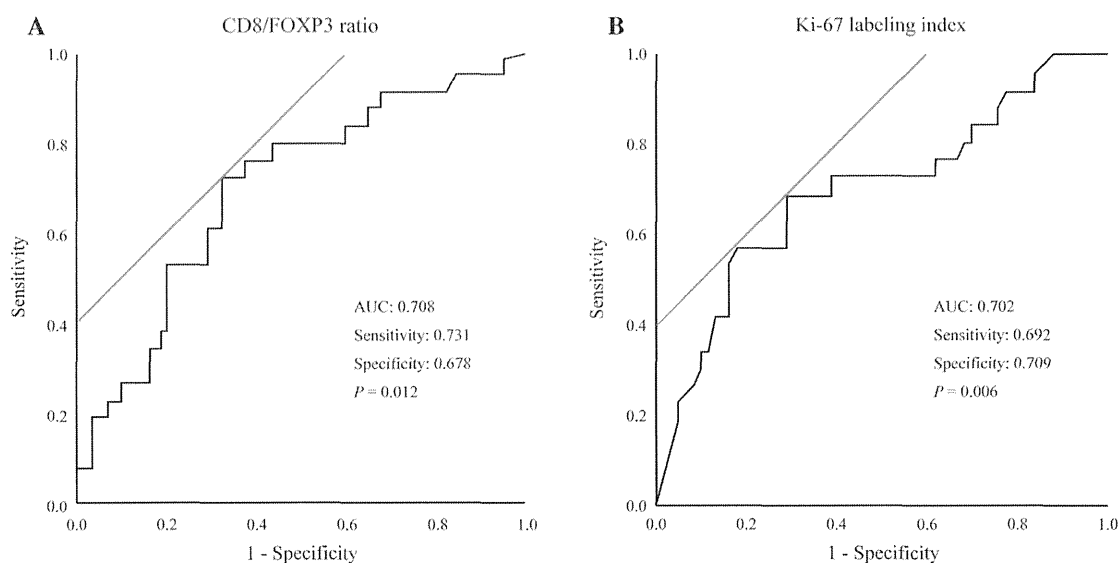 A
CD8/FOXP3 ratio
1.0
0.8
0.6
0.4
0.2
0.0
Sensitivity
AUC: 0.708
Sensitivity: 0.731
Specificity: 0.678
P = 0.012
0.0 0.2 0.4 0.6 0.8 1.0
1 - Specificity
B
Ki-67 labeling index
1.0
0.8
0.6
0.4
0.2
0.0
Sensitivity
AUC: 0.702
Sensitivity: 0.692
Specificity: 0.709
P = 0.006
0.0 0.2 0.4 0.6 0.8 1.0
1 - Specificity